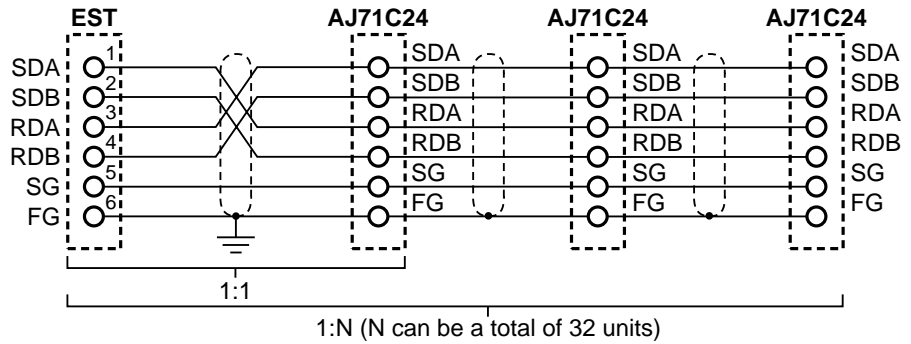 EST AJ71C24 AJ71C24 AJ71C24
SDA 1 SDA SDA SDA
SDB 2 SDB SDB SDB
RDA 3 RDA RDA RDA
RDB 4 RDB RDB RDB
SG 5 SG SG SG
FG 6 FG FG FG
1:1
1:N (N can be a total of 32 units)